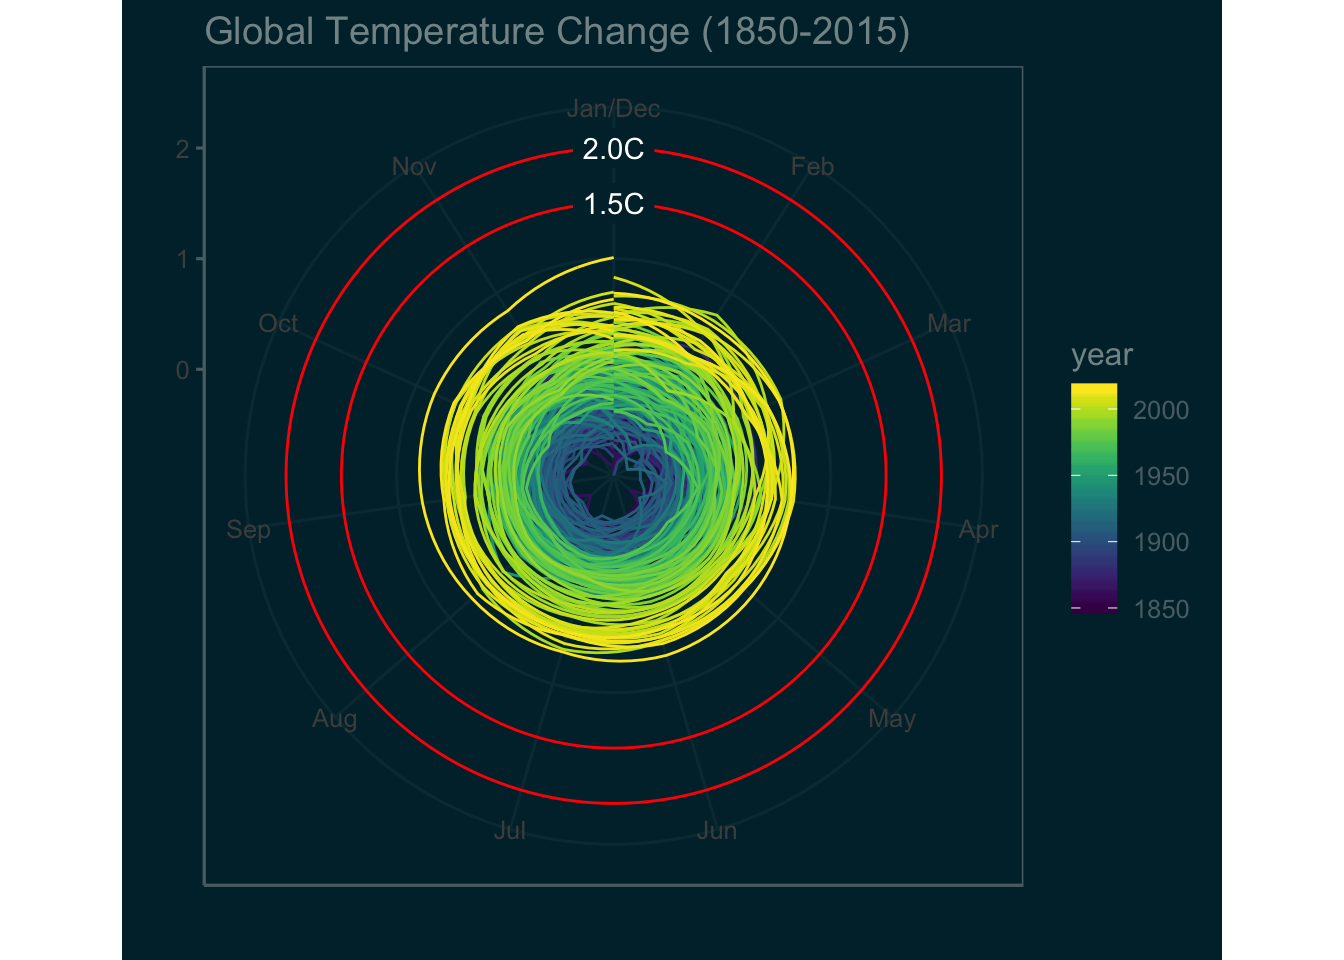 Global Temperature Change (1850-2015)
Jan/Dec
2.0C
2
Nov
Feb
1.5C
1
Oct
Mar
year
0
2000
1950
Sep
Apr
1900
1850
Aug
May
Jul
Jun